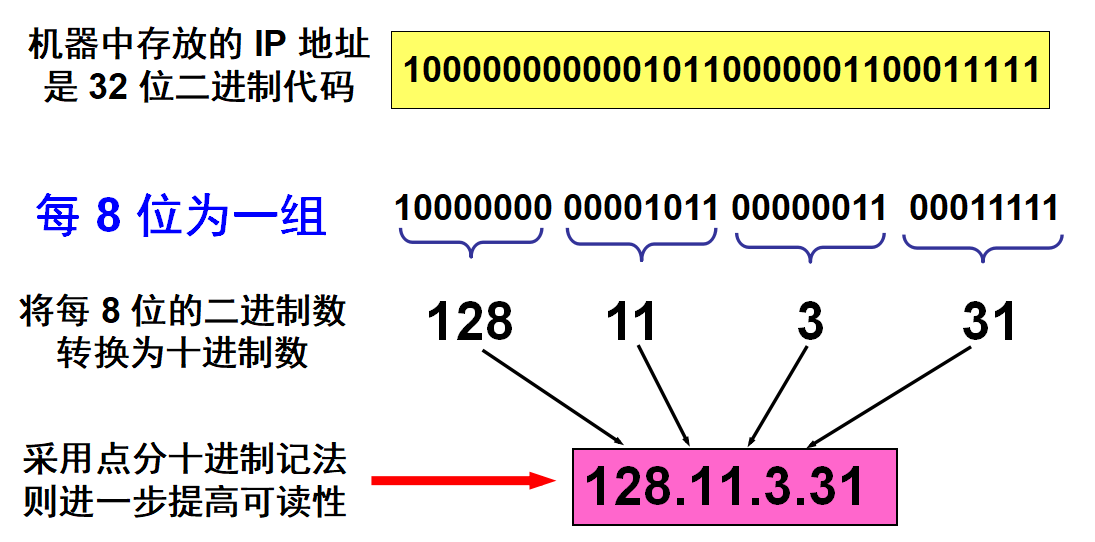 机器中存放的 IP 地址
是 32 位二进制代码
10000000000010110000001100011111
每 8 位为一组
10000000 00001011 00000011 00011111
将每 8 位的二进制数
转换为十进制数
128 11 3 31
采用点分十进制记法
则进一步提高可读性
128.11.3.31